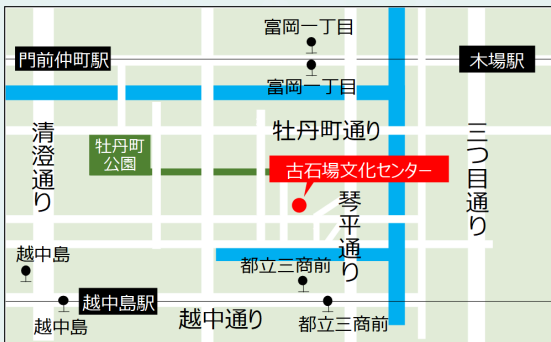 富岡一丁目
門前仲町駅
木場駅
富岡一丁目
清澄通り
牡丹町通り
三つ目通り
牡丹町
公園
古石場文化センター
琴平通り
越中島
都立三商前
越中島駅
越中島
越中通り
都立三商前